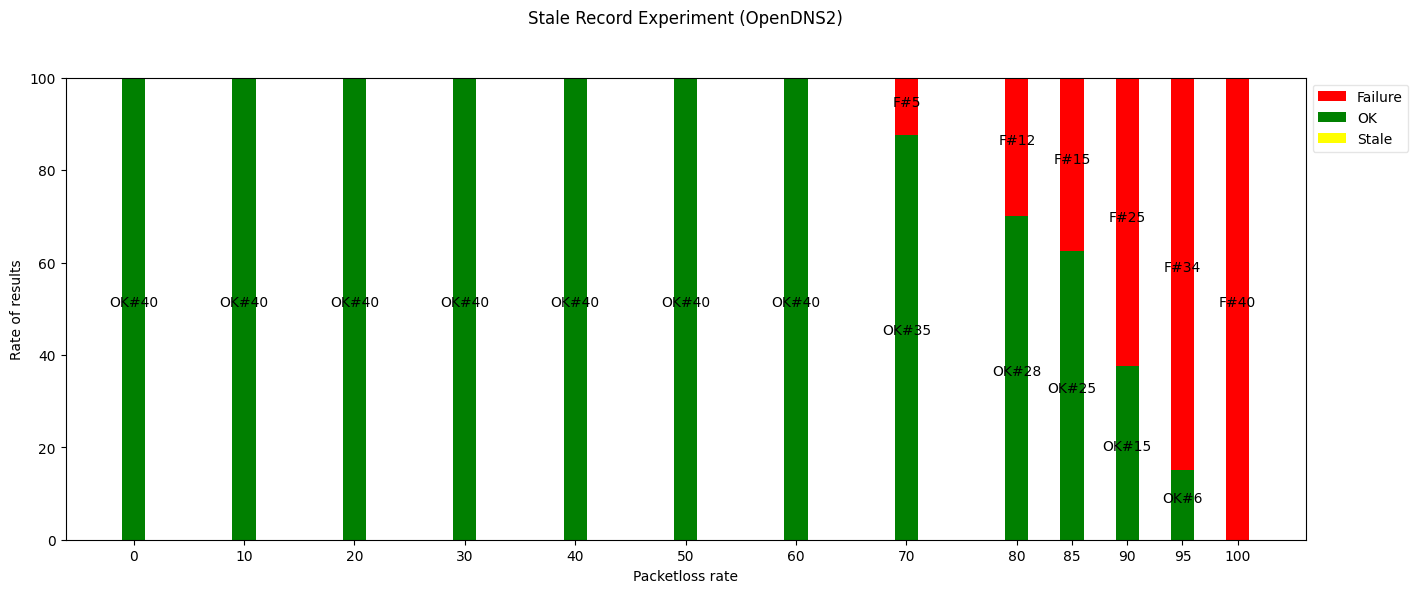 Stale Record Experiment (OpenDNS2)
Rate of results
100
80
60
40
20
0
OK#40
OK#40
OK#40
OK#40
OK#40
OK#40
OK#40
F#5
OK#35
F#12
OK#28
F#15
OK#25
F#25
OK#15
F#34
OK#6
F#40
0 10 20 30 40 50 60 70 80 85 90 95 100
Packetloss rate
Failure
OK
Stale